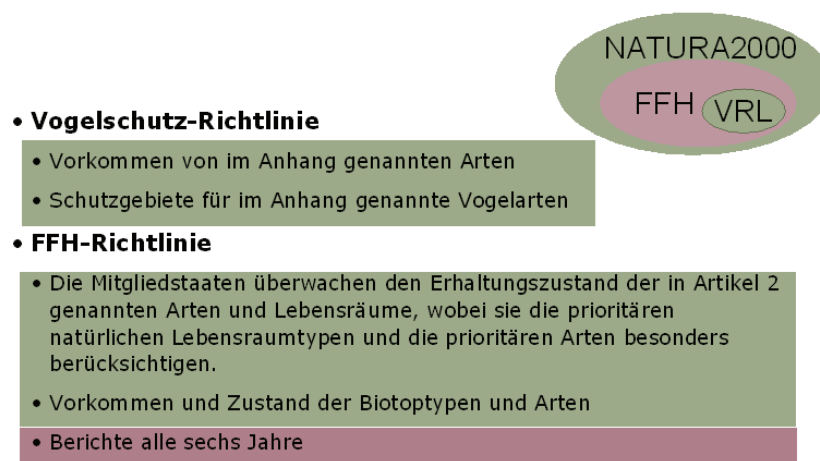 NATURA2000
FFH VRL
• Vogelschutz-Richtlinie
• Vorkommen von im Anhang genannten Arten
• Schutzgebiete für im Anhang genannte Vogelarten
• FFH-Richtlinie
• Die Mitgliedstaaten überwachen den Erhaltungszustand der in Artikel 2
genannten Arten und Lebensräume, wobei sie die prioritären
natürlichen Lebensraumtypen und die prioritären Arten besonders
berücksichtigen.
• Vorkommen und Zustand der Biotoptypen und Arten
• Berichte alle sechs Jahre